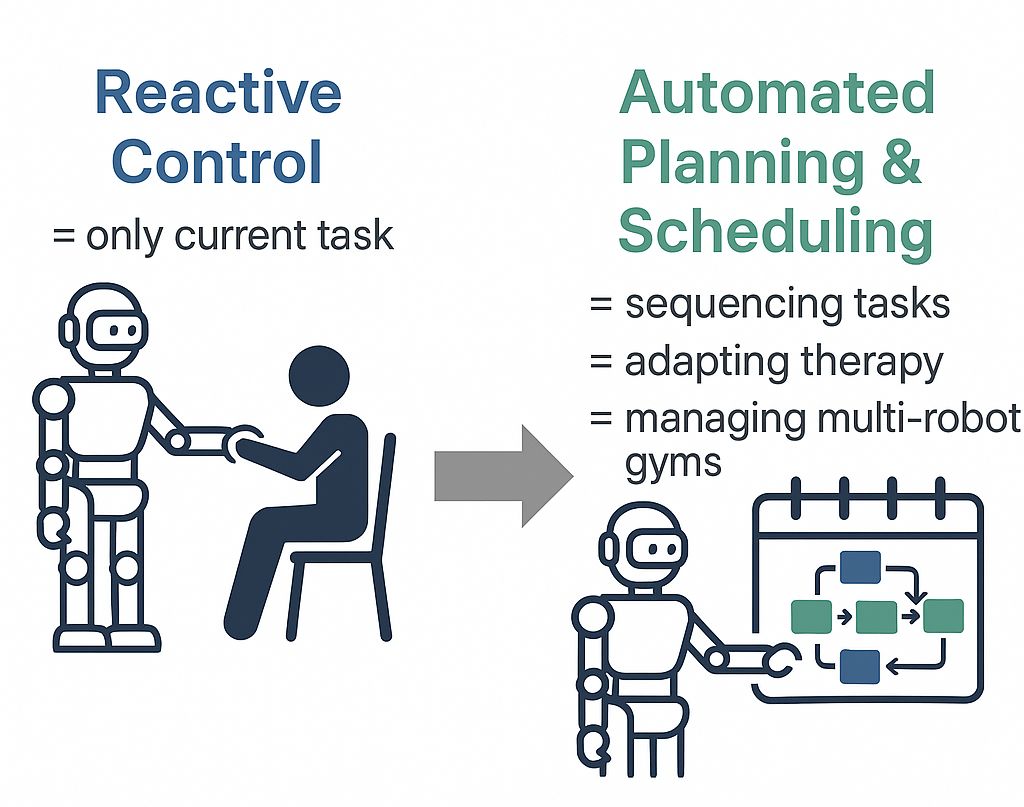 Reactive
Control
= only current task
Automated
Planning &
Scheduling
= sequencing tasks
= adapting therapy
= managing multi-robot
gyms